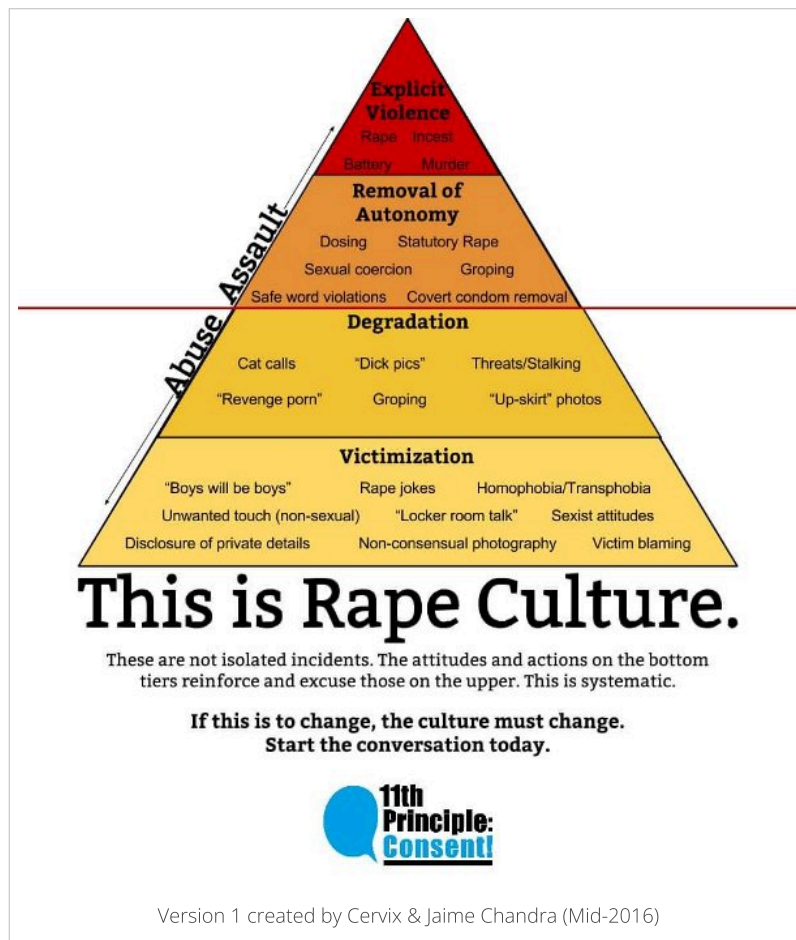 Explicit
Violence
Rape Incest
Battery Murder
Removal of
Autonomy
Dosing Statutory Rape
Sexual coercion Groping
Safe word violations Covert condom removal
Abuse Assault
Degradation
Cat calls "Dick pics" Threats/Stalking
"Revenge porn" Groping "Up-skirt" photos
Victimization
"Boys will be boys" Rape jokes Homophobia/Transphobia
Unwanted touch (non-sexual) "Locker room talk" Sexist attitudes
Disclosure of private details Non-consensual photography Victim blaming
This is Rape Culture.
These are not isolated incidents. The attitudes and actions on the bottom
tiers reinforce and excuse those on the upper. This is systematic.
If this is to change, the culture must change.
Start the conversation today.
11th
Principle:
Consent!
Version 1 created by Cervix & Jaime Chandra (Mid-2016)